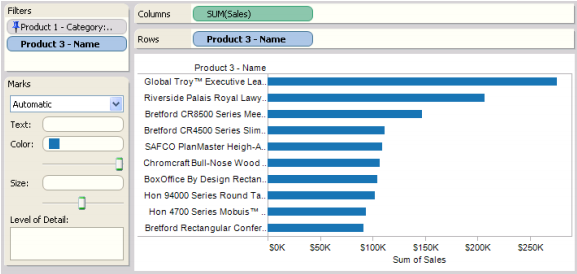 Filters
Product 1 - Category:..
Product 3 - Name
Columns
SUM(Sales)
Rows
Product 3 - Name
Marks
Automatic
Text:
Color:
Size:
Level of Detail:
Product 3 - Name
Global Troy™ Executive Lea..
Riverside Palais Royal Lawy..
Bretford CR8500 Series Mee..
Bretford CR4500 Series Slim..
SAFCO PlanMaster Heigh-A..
Chromcraft Bull-Nose Wood ..
BoxOffice By Design Rectan..
Hon 94000 Series Round Ta..
Hon 4700 Series Mobuis™ ..
Bretford Rectangular Confer..
$0K $50K $100K $150K $200K $250K
Sum of Sales